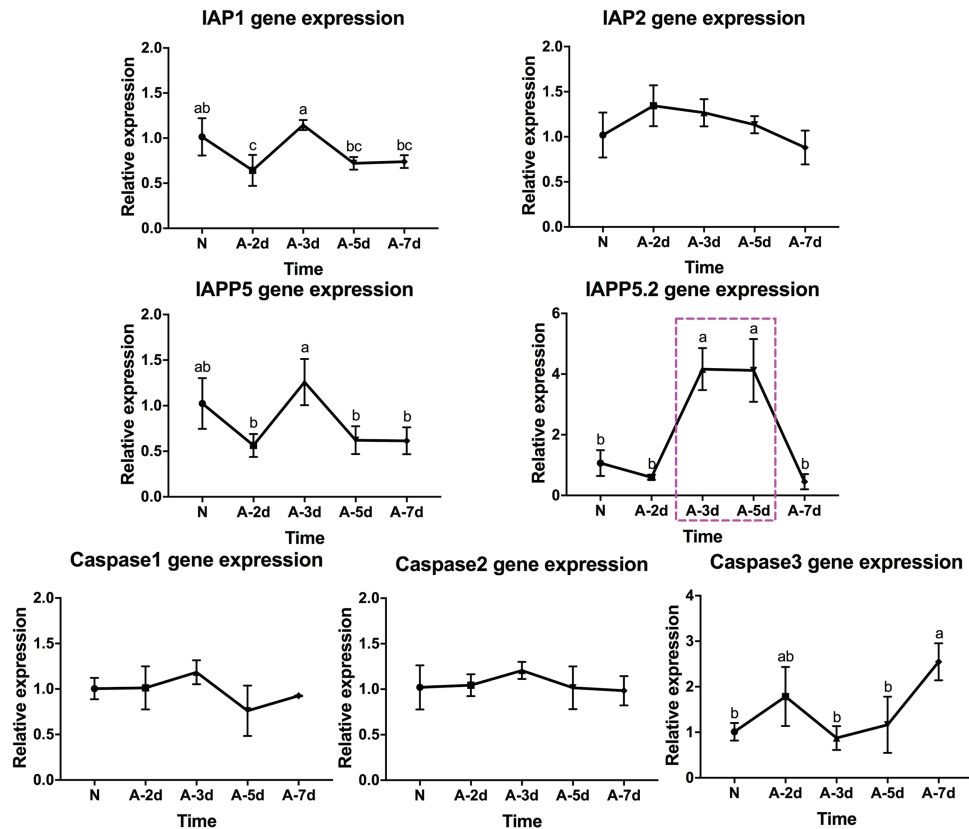 IAP1 gene expression
2.0
1.5
1.0
0.5
0.0
Relative expression
ab
c
a
bc
bc
N A-2d A-3d A-5d A-7d
Time
IAP2 gene expression
2.0
1.5
1.0
0.5
0.0
Relative expression
N A-2d A-3d A-5d A-7d
Time
IAPP5 gene expression
2.0
1.5
1.0
0.5
0.0
Relative expression
ab
b
a
b
b
N A-2d A-3d A-5d A-7d
Time
IAPP5.2 gene expression
6
4
2
0
Relative expression
b
b
a
a
b
N A-2d A-3d A-5d A-7d
Time
Caspase1 gene expression
2.0
1.5
1.0
0.5
0.0
Relative expression
N A-2d A-3d A-5d A-7d
Time
Caspase2 gene expression
2.0
1.5
1.0
0.5
0.0
Relative expression
N A-2d A-3d A-5d A-7d
Time
Caspase3 gene expression
4
3
2
1
0
Relative expression
b
ab
b
b
a
N A-2d A-3d A-5d A-7d
Time